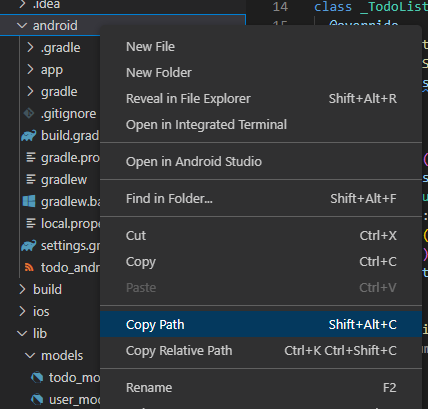 .idea
android
.gradle
app
gradle
.gitignore
build.grad
gradle.pro
gradlew
gradlew.ba
local.prope
settings.gr
todo_andr
build
ios
lib
models
todo_mo
user_mod
New File
New Folder
Reveal in File Explorer Shift+Alt+R
Open in Integrated Terminal
Open in Android Studio
Find in Folder... Shift+Alt+F
Cut Ctrl+X
Copy Ctrl+C
Paste Ctrl+V
Copy Path Shift+Alt+C
Copy Relative Path Ctrl+K Ctrl+Shift+C
Rename F2
14 class _TodoList
15 @override